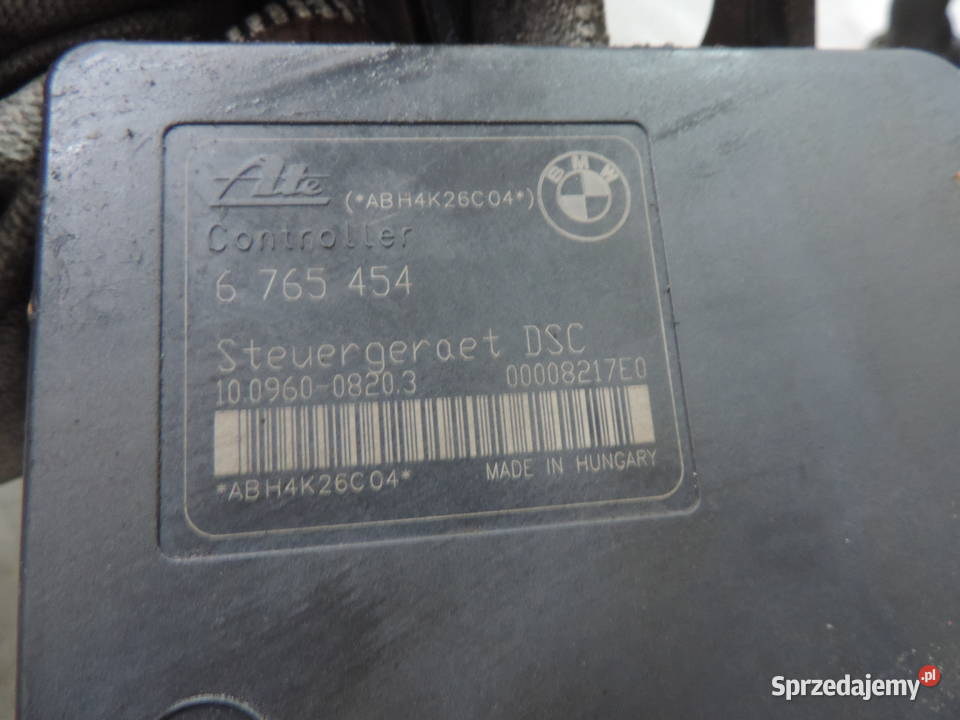 Ate (*ABH4K26C04*) BMW
Controller
6 765 454
Steuergeraet DSC
10.0960-0820.3 00008217E0
*ABH4K26C04* MADE IN HUNGARY
Sprzedajemy.pl